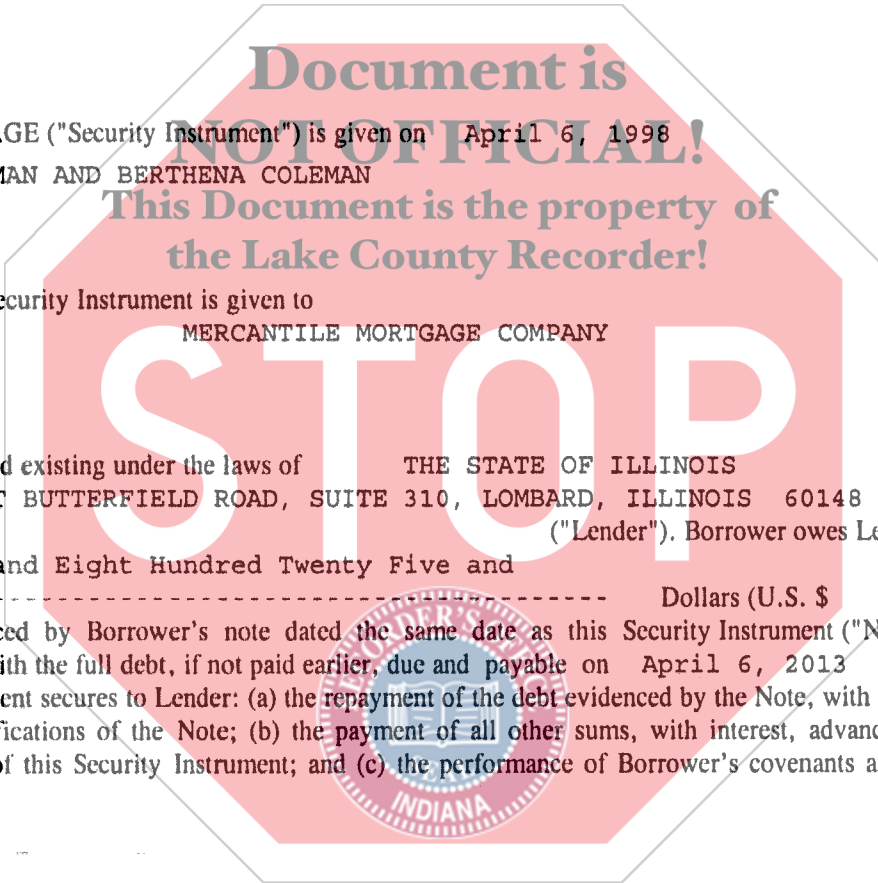 Document is
AGE ("Security Instrument") is given on April 6, 1998
NOT OFFICIAL!
MAN AND BERTHENA COLEMAN
This Document is the property of
the Lake County Recorder!
ecurity Instrument is given to
MERCANTILE MORTGAGE COMPANY
STOP
d existing under the laws of THE STATE OF ILLINOIS
T BUTTERFIELD ROAD, SUITE 310, LOMBARD, ILLINOIS 60148
("Lender"). Borrower owes Le
and Eight Hundred Twenty Five and
---------------------------------------- Dollars (U.S. $
ced by Borrower's note dated the same date as this Security Instrument ("N
ith the full debt, if not paid earlier, due and payable on April 6, 2013
ent secures to Lender: (a) the repayment of the debt evidenced by the Note, with
fications of the Note; (b) the payment of all other sums, with interest, advanc
of this Security Instrument; and (c) the performance of Borrower's covenants a
RECORDER'S OFFICE
SEAL
INDIANA